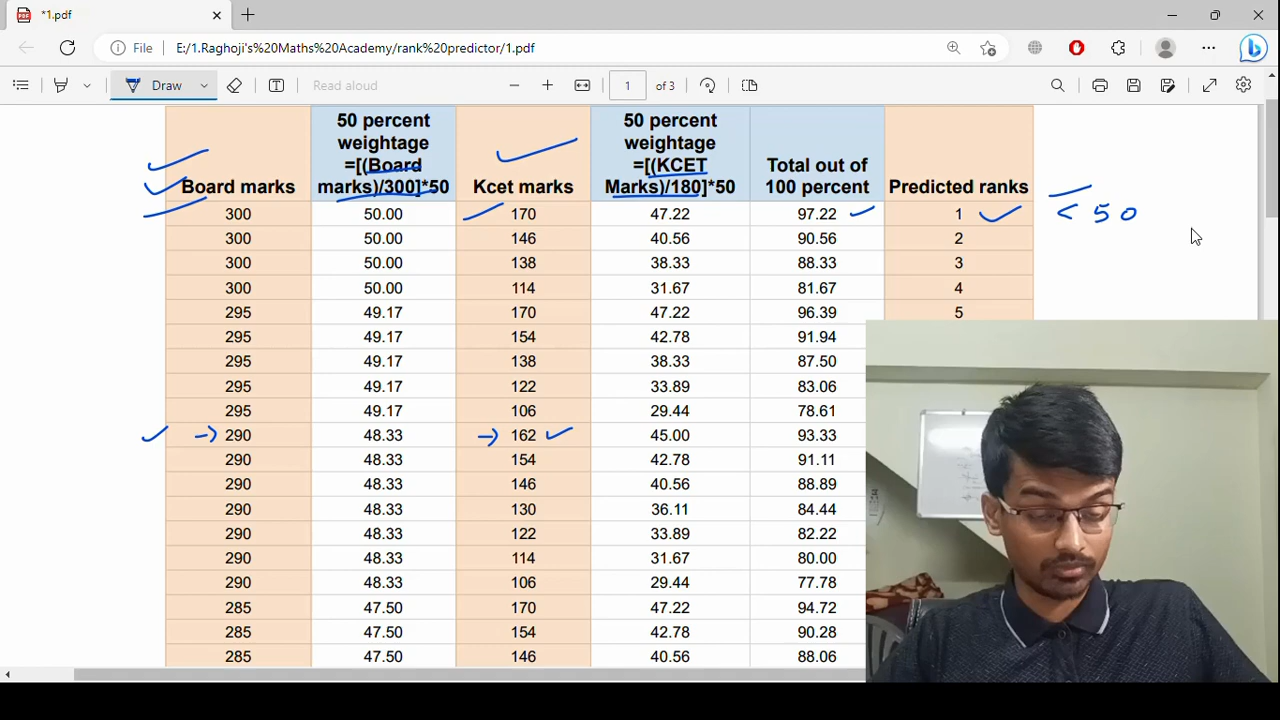 *1.pdf
File E:/1.Raghoji's%20Maths%20Academy/rank%20predictor/1.pdf
Draw Read aloud 1 of 3
Board marks 50 percent weightage =[(Board marks)/300]*50 Kcet marks 50 percent weightage =[(KCET Marks)/180]*50 Total out of 100 percent Predicted ranks
300 50.00 170 47.22 97.22 1 < 50
300 50.00 146 40.56 90.56 2
300 50.00 138 38.33 88.33 3
300 50.00 114 31.67 81.67 4
295 49.17 170 47.22 96.39 5
295 49.17 154 42.78 91.94
295 49.17 138 38.33 87.50
295 49.17 122 33.89 83.06
295 49.17 106 29.44 78.61
290 48.33 162 45.00 93.33
290 48.33 154 42.78 91.11
290 48.33 146 40.56 88.89
290 48.33 130 36.11 84.44
290 48.33 122 33.89 82.22
290 48.33 114 31.67 80.00
290 48.33 106 29.44 77.78
285 47.50 170 47.22 94.72
285 47.50 154 42.78 90.28
285 47.50 146 40.56 88.06